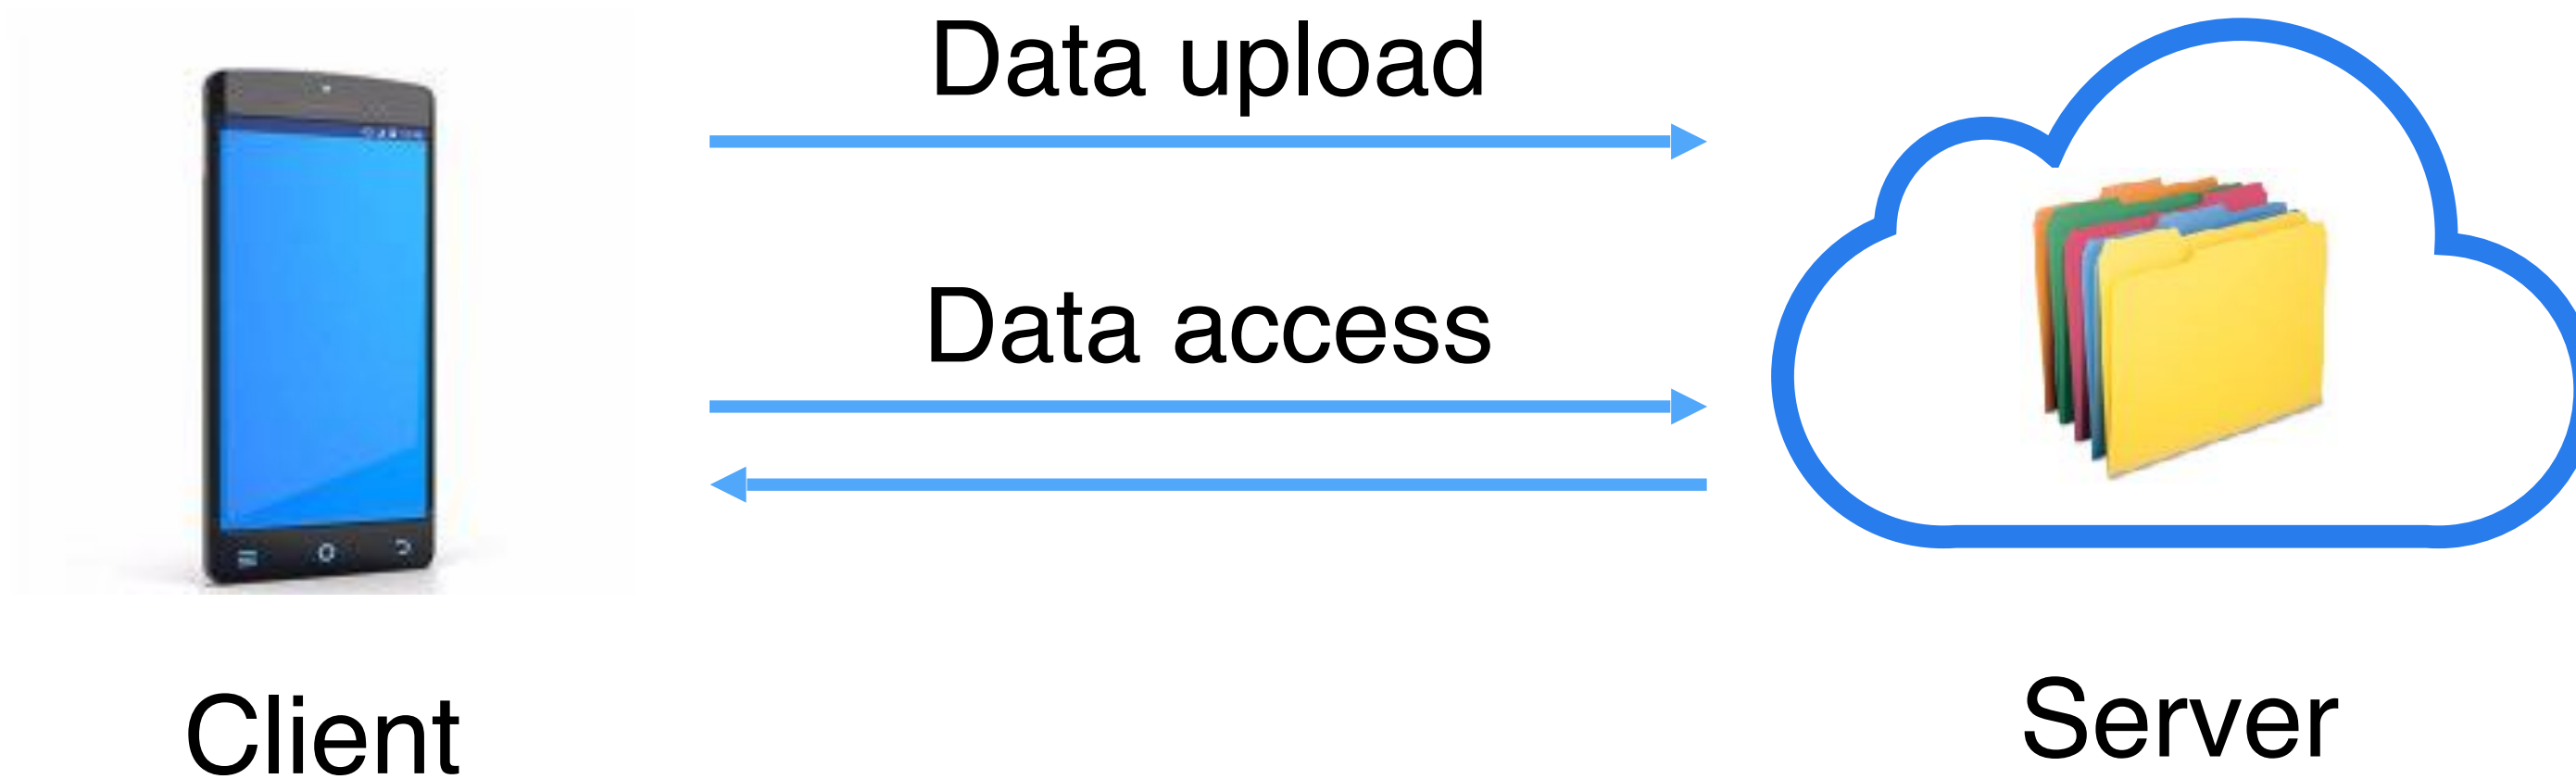 Data upload
Data access
Client
Server